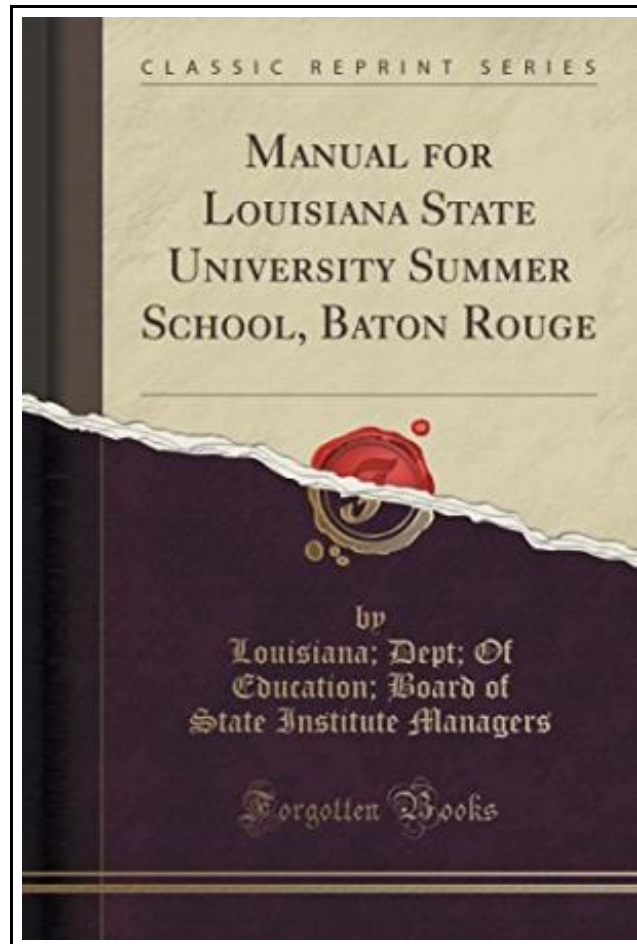 CLASSIC REPRINT SERIES
MANUAL FOR
LOUISIANA STATE
UNIVERSITY SUMMER
SCHOOL, BATON ROUGE
by
Louisiana; Dept; Of
Education; Board of
State Institute Managers
Forgotten Books